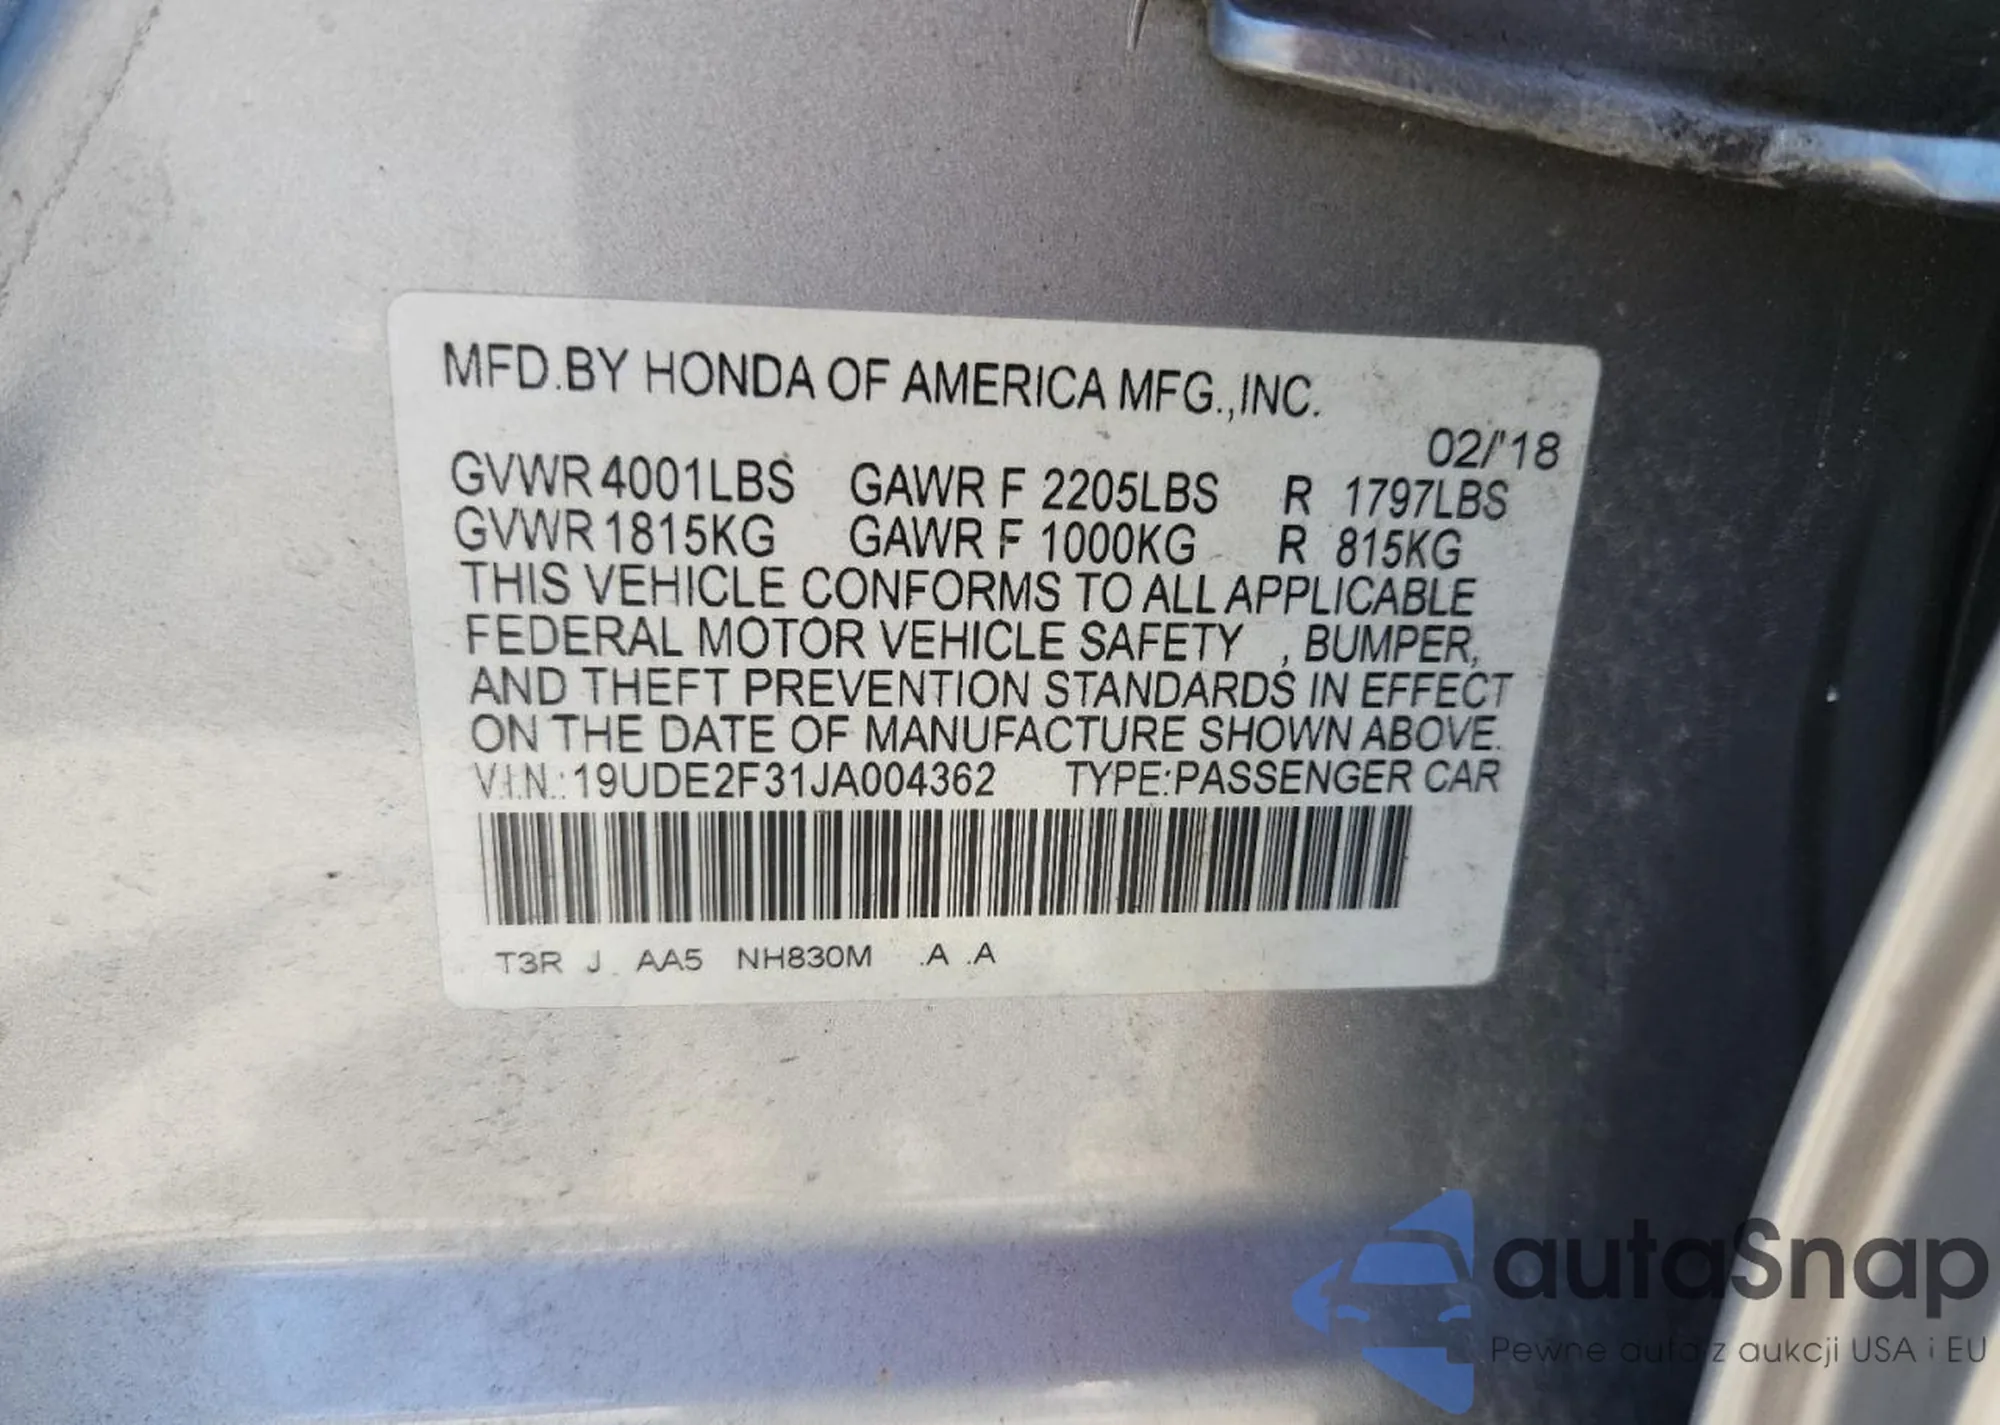 MFD.BY HONDA OF AMERICA MFG.,INC.
02/'18
GVWR 4001LBS GAWR F 2205LBS R 1797LBS
GVWR 1815KG GAWR F 1000KG R 815KG
THIS VEHICLE CONFORMS TO ALL APPLICABLE
FEDERAL MOTOR VEHICLE SAFETY , BUMPER,
AND THEFT PREVENTION STANDARDS IN EFFECT
ON THE DATE OF MANUFACTURE SHOWN ABOVE.
V.I.N.: 19UDE2F31JA004362 TYPE:PASSENGER CAR
T3R J AA5 NH830M .A .A
autaSnap
Pewne auta z aukcji USA i EU